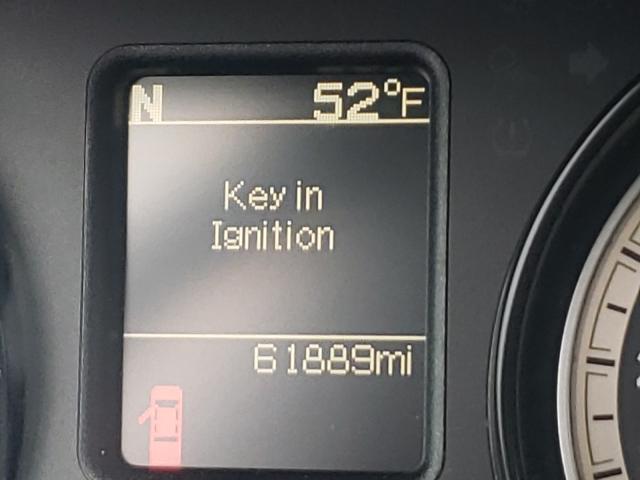 N 52°F
Key in
Ignition
61889mi